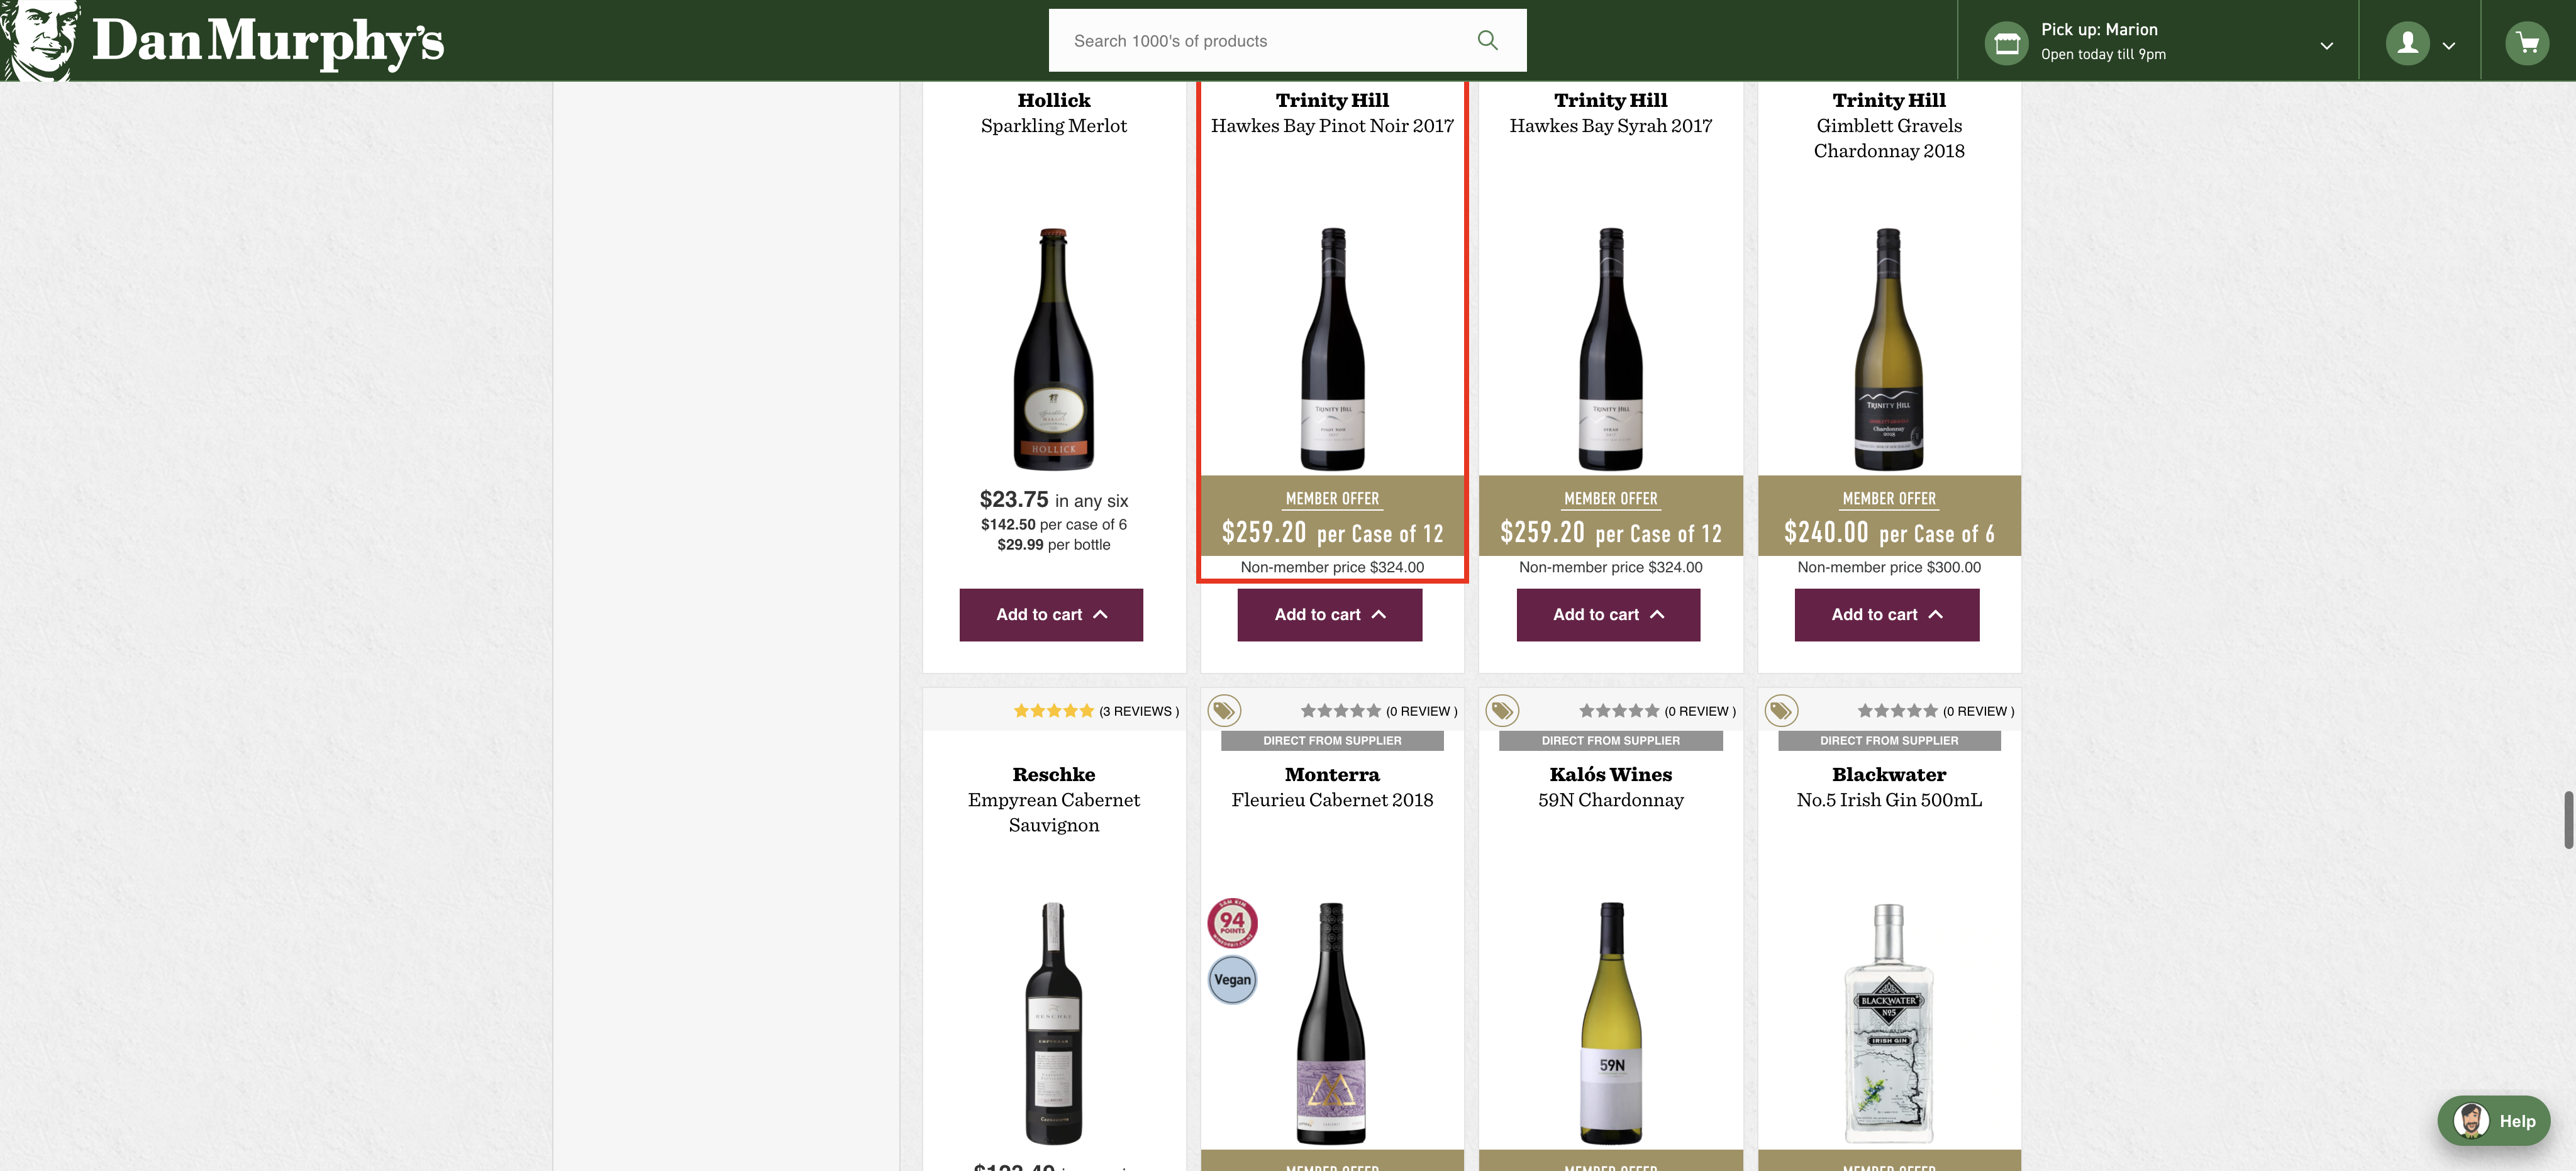 Dan Murphy's
Search 1000's of products
Pick up: Marion
Open today till 9pm
Hollick
Sparkling Merlot
HOLLICK
$23.75 in any six
$142.50 per case of 6
$29.99 per bottle
Add to cart
Trinity Hill
Hawkes Bay Pinot Noir 2017
TRINITY HILL
PINOT NOIR
MEMBER OFFER
$259.20 per Case of 12
Non-member price $324.00
Add to cart
Trinity Hill
Hawkes Bay Syrah 2017
TRINITY HILL
SYRAH
MEMBER OFFER
$259.20 per Case of 12
Non-member price $324.00
Add to cart
Trinity Hill
Gimblett Gravels
Chardonnay 2018
TRINITY HILL
Chardonnay
MEMBER OFFER
$240.00 per Case of 6
Non-member price $300.00
Add to cart
(3 REVIEWS )
Reschke
Empyrean Cabernet
Sauvignon
RESCHKE
EMPYREAN
(0 REVIEW )
DIRECT FROM SUPPLIER
Monterra
Fleurieu Cabernet 2018
94
POINTS
Vegan
MEMBER OFFER
(0 REVIEW )
DIRECT FROM SUPPLIER
Kalós Wines
59N Chardonnay
59N
MEMBER OFFER
(0 REVIEW )
DIRECT FROM SUPPLIER
Blackwater
No.5 Irish Gin 500mL
BLACKWATER
Nº5
IRISH GIN
MEMBER OFFER
Help